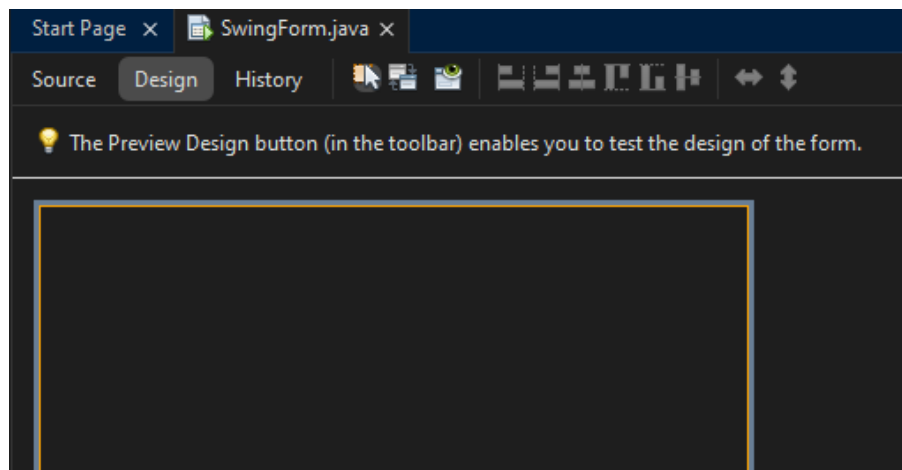 Start Page SwingForm.java
Source Design History
The Preview Design button (in the toolbar) enables you to test the design of the form.